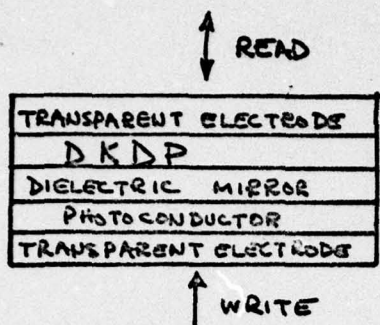 READ
TRANSPARENT ELECTRODE
DKDP
DIELECTRIC MIRROR
PHOTOCONDUCTOR
TRANSPARENT ELECTRODE
WRITE